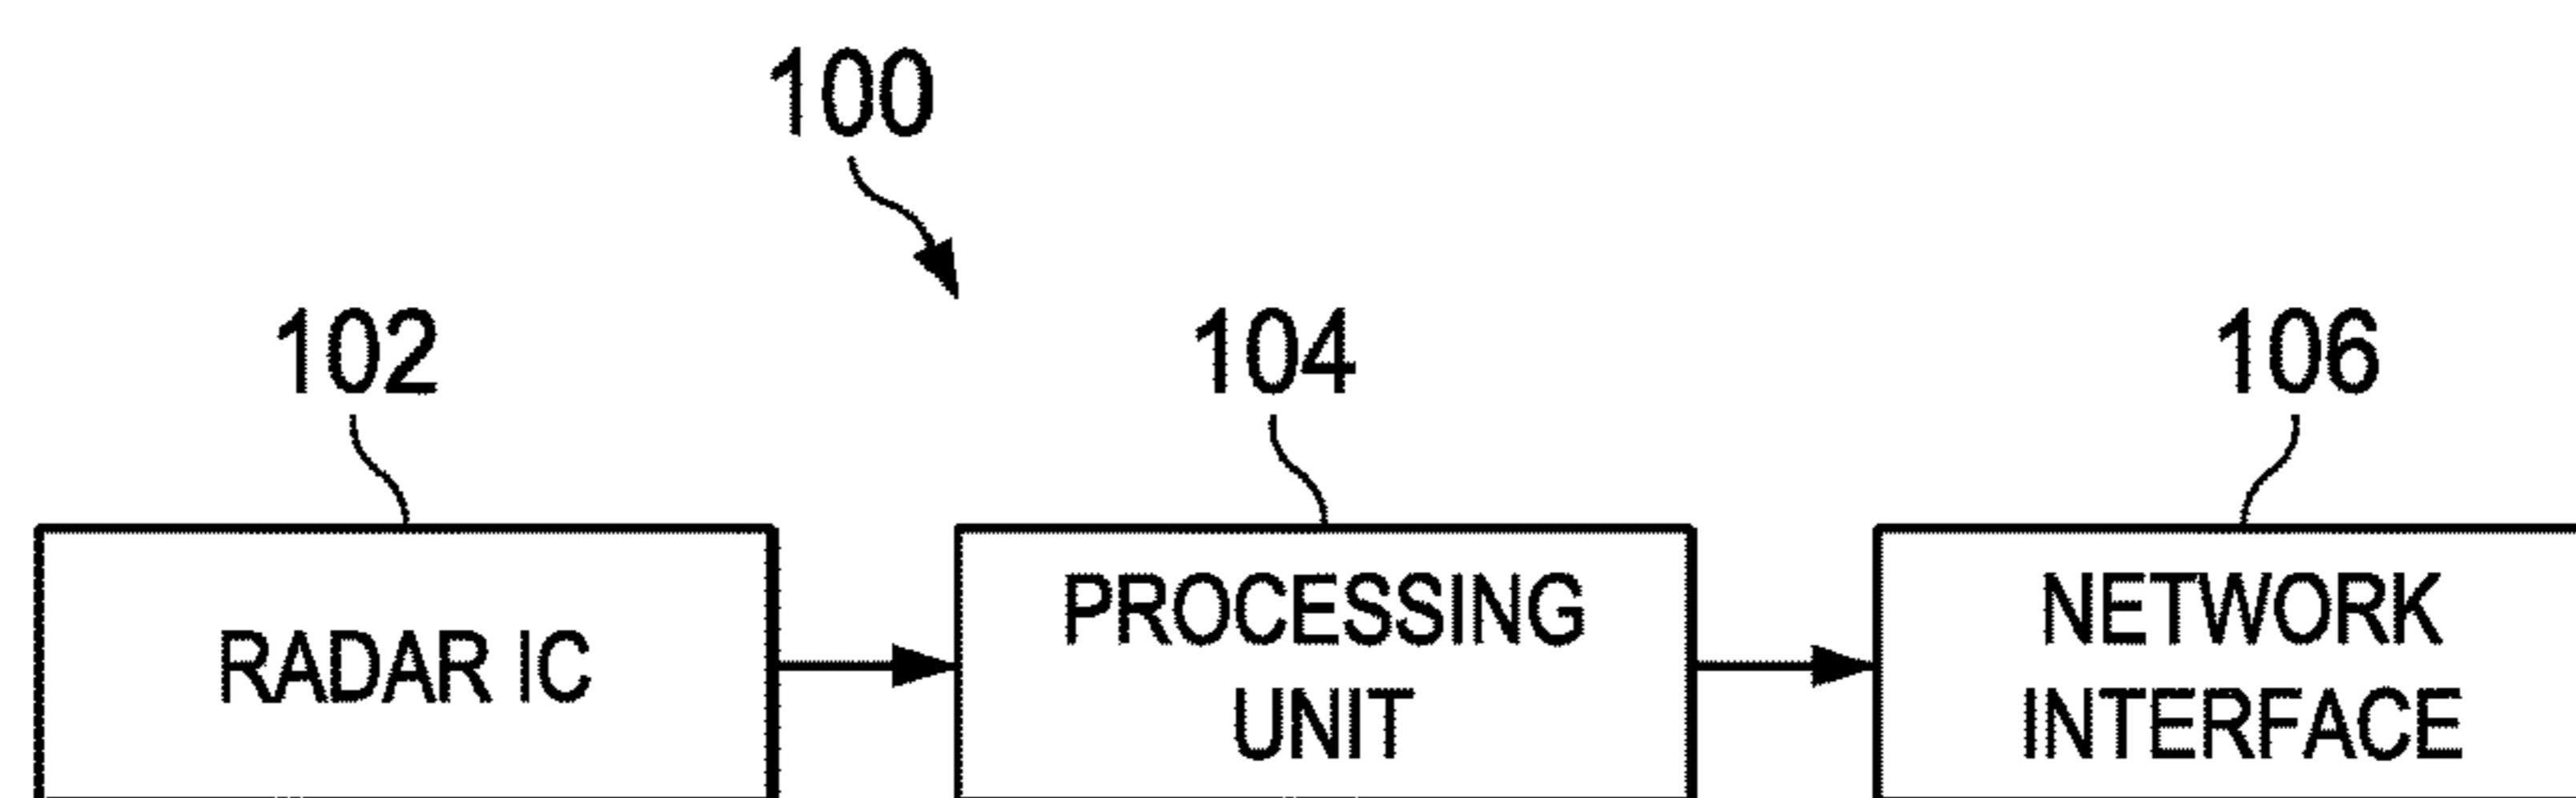 100
102
104
106
RADAR IC
PROCESSING
UNIT
NETWORK
INTERFACE